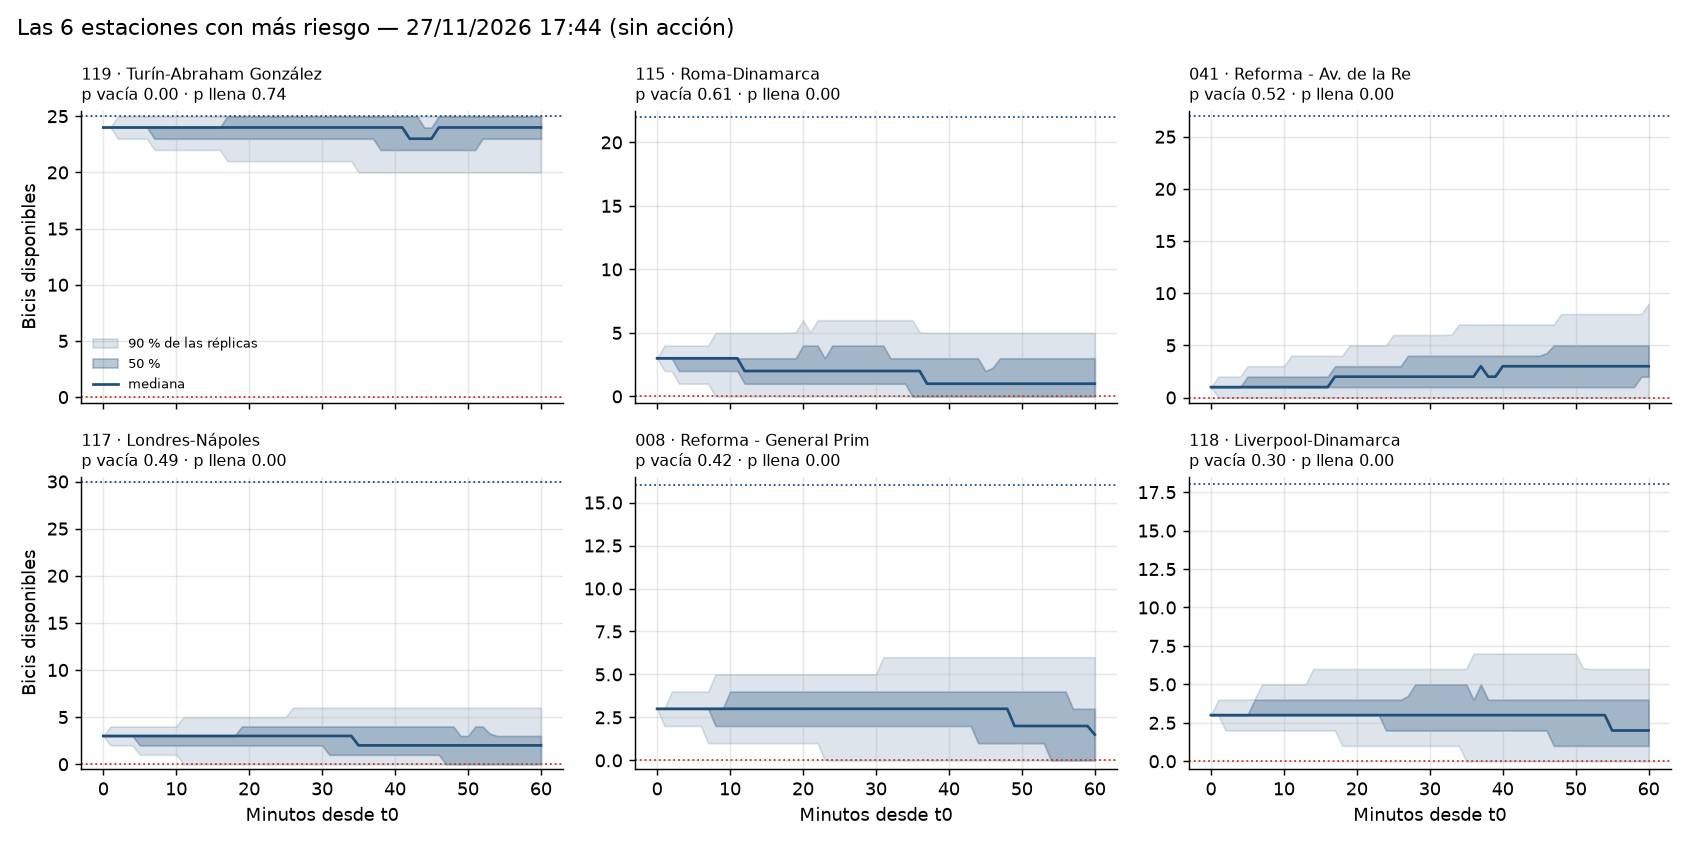 Las 6 estaciones con más riesgo — 27/11/2026 17:44 (sin acción)
119 · Turín-Abraham González
p vacía 0.00 · p llena 0.74
25
20
15
10
5
0
Bicis disponibles
90 % de las réplicas
50 %
mediana
115 · Roma-Dinamarca
p vacía 0.61 · p llena 0.00
20
15
10
5
0
041 · Reforma - Av. de la Re
p vacía 0.52 · p llena 0.00
25
20
15
10
5
0
117 · Londres-Nápoles
p vacía 0.49 · p llena 0.00
30
25
20
15
10
5
0
Bicis disponibles
0 10 20 30 40 50 60
Minutos desde t0
008 · Reforma - General Prim
p vacía 0.42 · p llena 0.00
15.0
12.5
10.0
7.5
5.0
2.5
0.0
0 10 20 30 40 50 60
Minutos desde t0
118 · Liverpool-Dinamarca
p vacía 0.30 · p llena 0.00
17.5
15.0
12.5
10.0
7.5
5.0
2.5
0.0
0 10 20 30 40 50 60
Minutos desde t0